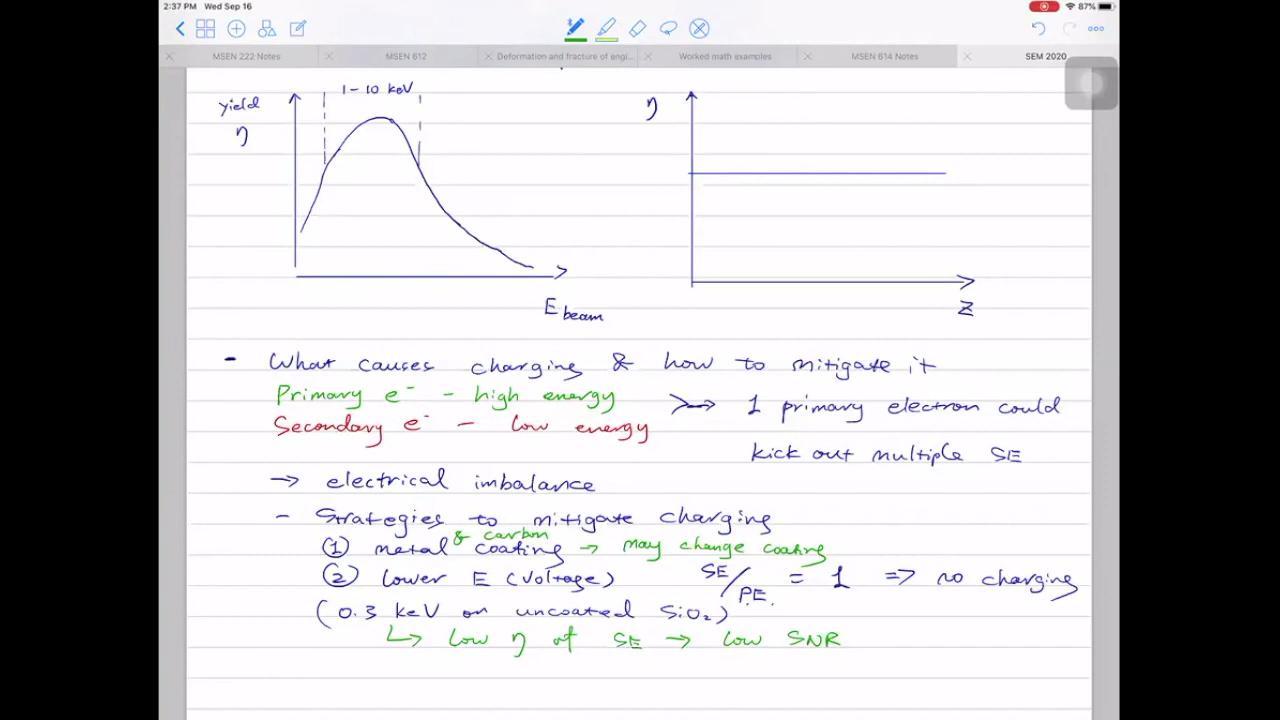 2:37 PM Wed Sep 16
87%
MSEN 222 Notes
MSEN 612
Deformation and fracture of engi...
Worked math examples
MSEN 614 Notes
SEM 2020
yield
η
1-10 keV
E beam
η
Z
- What causes charging & how to mitigate it
Primary e⁻ - high energy
Secondary e⁻ - low energy
>→ 1 primary electron could
kick out multiple SE
→ electrical imbalance
- Strategies to mitigate charging
& carbon
① metal coating → may change coating
② lower E (voltage) SE/P.E. = 1 => no charging
(0.3 keV on uncoated SiO₂)
↳ low η of SE → low SNR